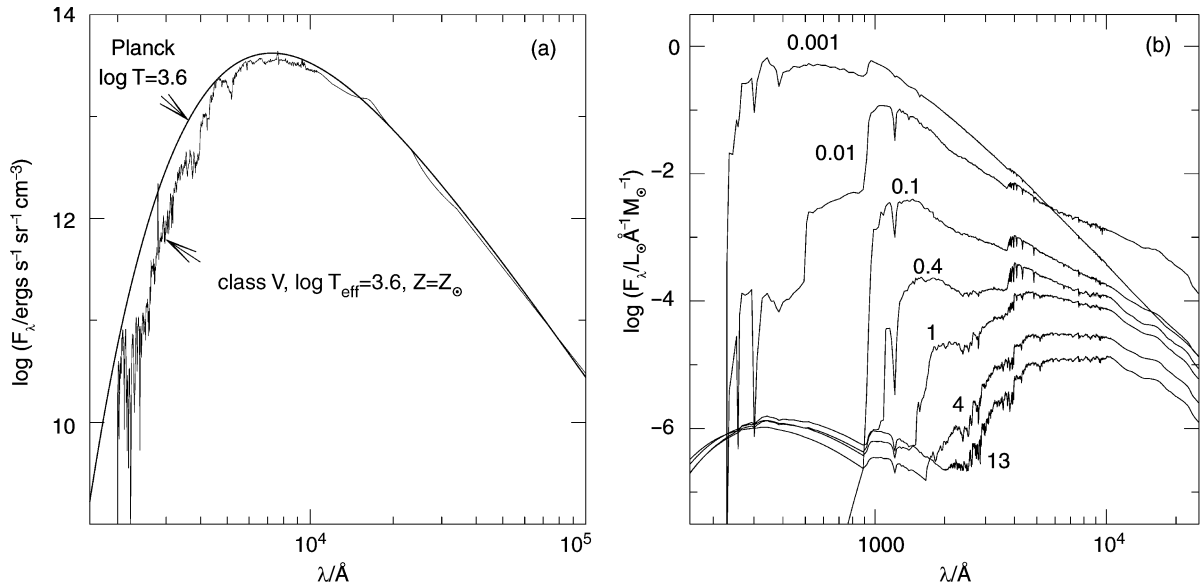 14
13
12
11
10
log (F_λ/ergs s⁻¹ sr⁻¹ cm⁻³)
Planck
log T=3.6
(a)
class V, log T_eff=3.6, Z=Z_⊙
10⁴
10⁵
λ/Å
0
−2
−4
−6
log (F_λ/L_⊙Å⁻¹M_⊙⁻¹)
(b)
0.001
0.01
0.1
0.4
1
4
13
1000
10⁴
λ/Å